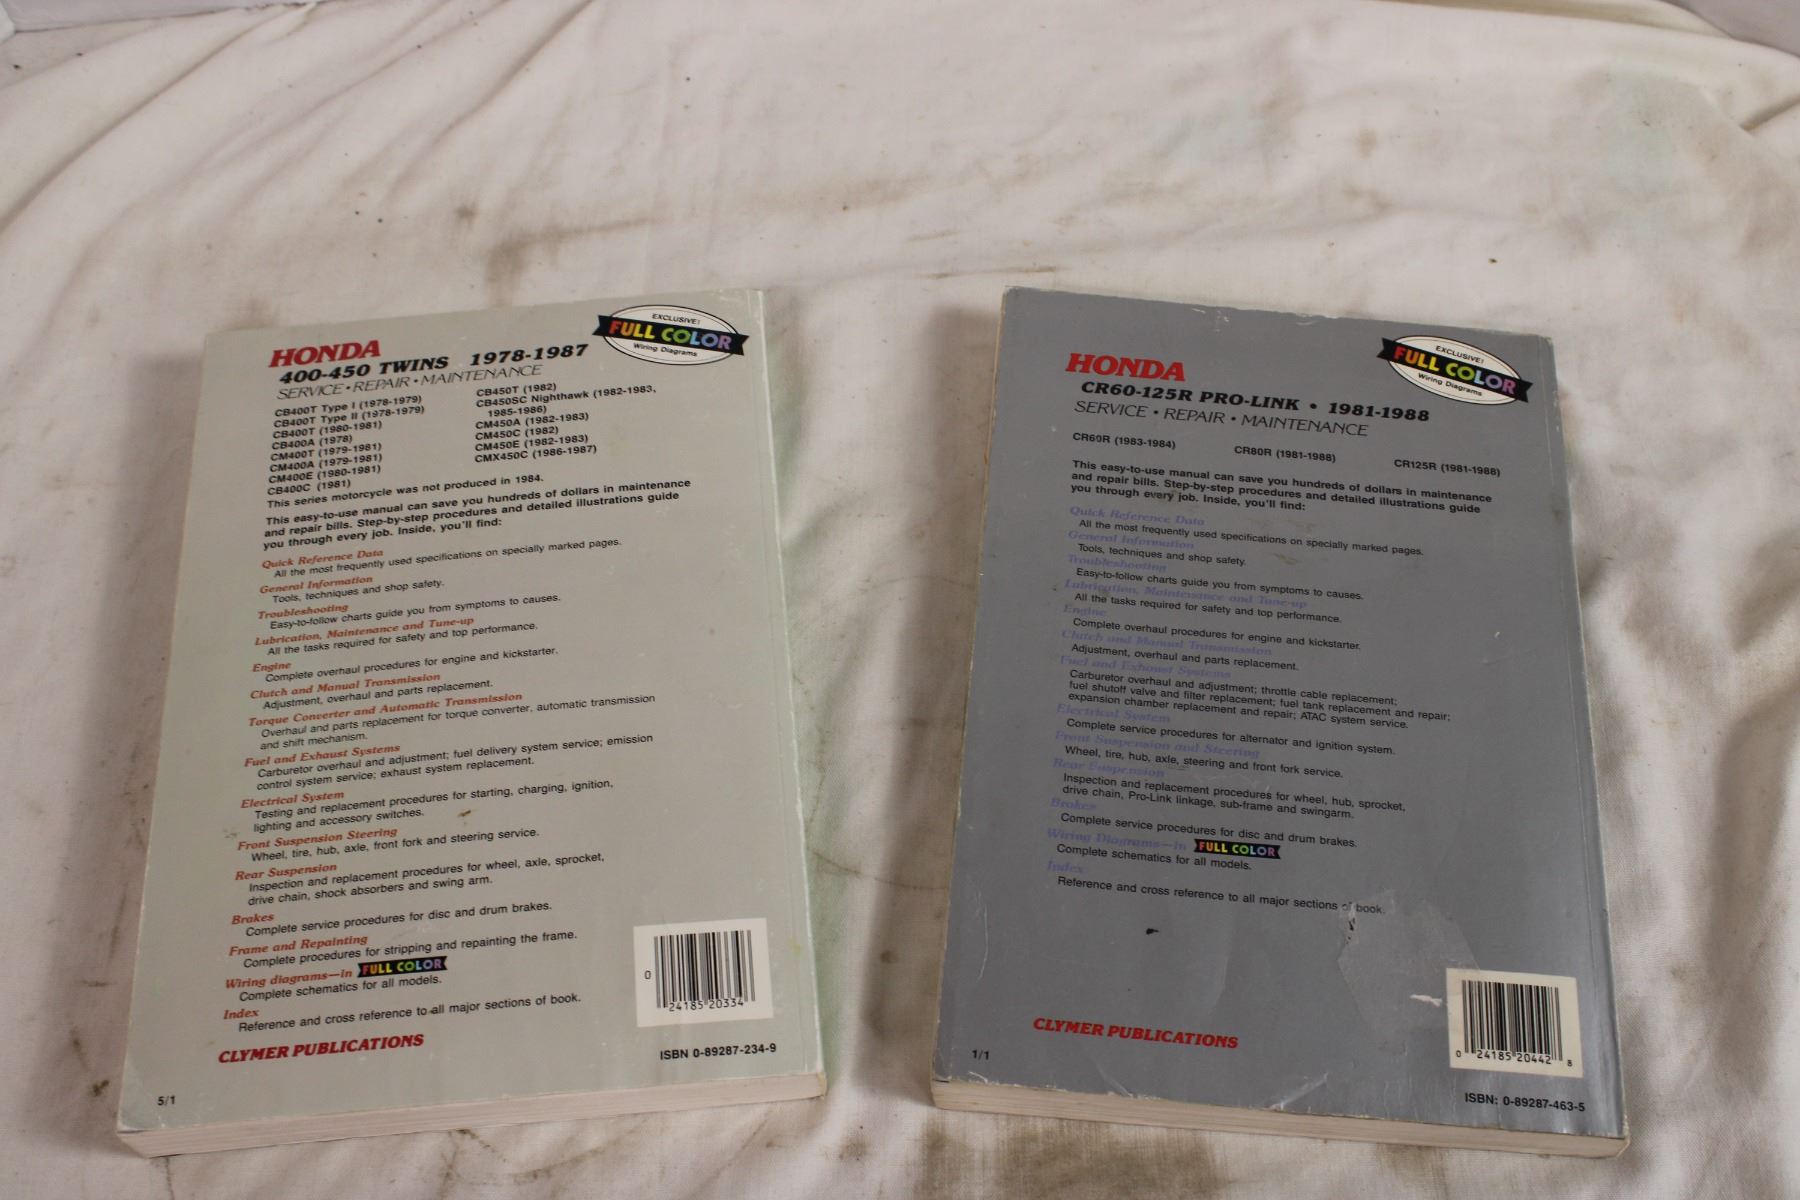 HONDA
400-450 TWINS 1978-1987
SERVICE • REPAIR • MAINTENANCE
EXCLUSIVE!
FULL COLOR
Wiring Diagrams
CB400T Type I (1978-1979)
CB400T Type II (1978-1979)
CB400T (1980-1981)
CB400A (1978)
CM400T (1979-1981)
CM400A (1979-1981)
CM400E (1980-1981)
CB400C (1981)
CB450T (1982)
CB450SC Nighthawk (1982-1983,
1985-1986)
CM450A (1982-1983)
CM450C (1982)
CM450E (1982-1983)
CMX450C (1986-1987)
This series motorcycle was not produced in 1984.
This easy-to-use manual can save you hundreds of dollars in maintenance
and repair bills. Step-by-step procedures and detailed illustrations guide
you through every job. Inside, you'll find:
Quick Reference Data
All the most frequently used specifications on specially marked pages.
General Information
Tools, techniques and shop safety.
Troubleshooting
Easy-to-follow charts guide you from symptoms to causes.
Lubrication, Maintenance and Tune-up
All the tasks required for safety and top performance.
Engine
Complete overhaul procedures for engine and kickstarter.
Clutch and Manual Transmission
Adjustment, overhaul and parts replacement.
Torque Converter and Automatic Transmission
Overhaul and parts replacement for torque converter, automatic transmission
and shift mechanism.
Fuel and Exhaust Systems
Carburetor overhaul and adjustment; fuel delivery system service; emission
control system service; exhaust system replacement.
Electrical System
Testing and replacement procedures for starting, charging, ignition,
lighting and accessory switches.
Front Suspension Steering
Wheel, tire, hub, axle, front fork and steering service.
Rear Suspension
Inspection and replacement procedures for wheel, axle, sprocket,
drive chain, shock absorbers and swing arm.
Brakes
Complete service procedures for disc and drum brakes.
Frame and Repainting
Complete procedures for stripping and repainting the frame.
Wiring diagrams—in FULL COLOR
Complete schematics for all models.
Index
Reference and cross reference to all major sections of book.
CLYMER PUBLICATIONS
0 24185 20334
ISBN 0-89287-234-9
5/1
HONDA
CR60-125R PRO-LINK • 1981-1988
SERVICE • REPAIR • MAINTENANCE
EXCLUSIVE!
FULL COLOR
Wiring Diagrams
CR60R (1983-1984) CR80R (1981-1988) CR125R (1981-1988)
This easy-to-use manual can save you hundreds of dollars in maintenance
and repair bills. Step-by-step procedures and detailed illustrations guide
you through every job. Inside, you'll find:
Quick Reference Data
All the most frequently used specifications on specially marked pages.
General Information
Tools, techniques and shop safety.
Troubleshooting
Easy-to-follow charts guide you from symptoms to causes.
Lubrication, Maintenance and Tune-up
All the tasks required for safety and top performance.
Engine
Complete overhaul procedures for engine and kickstarter.
Clutch and Manual Transmission
Adjustment, overhaul and parts replacement.
Fuel and Exhaust Systems
Carburetor overhaul and adjustment; throttle cable replacement;
fuel shutoff valve and filter replacement; fuel tank replacement and repair;
expansion chamber replacement and repair; ATAC system service.
Electrical System
Complete service procedures for alternator and ignition system.
Front Suspension and Steering
Wheel, tire, hub, axle, steering and front fork service.
Rear Suspension
Inspection and replacement procedures for wheel, hub, sprocket,
drive chain, Pro-Link linkage, sub-frame and swingarm.
Brakes
Complete service procedures for disc and drum brakes.
Wiring Diagrams—in FULL COLOR
Complete schematics for all models.
Index
Reference and cross reference to all major sections of book.
CLYMER PUBLICATIONS
1/1
0 24185 20442 8
ISBN: 0-89287-463-5